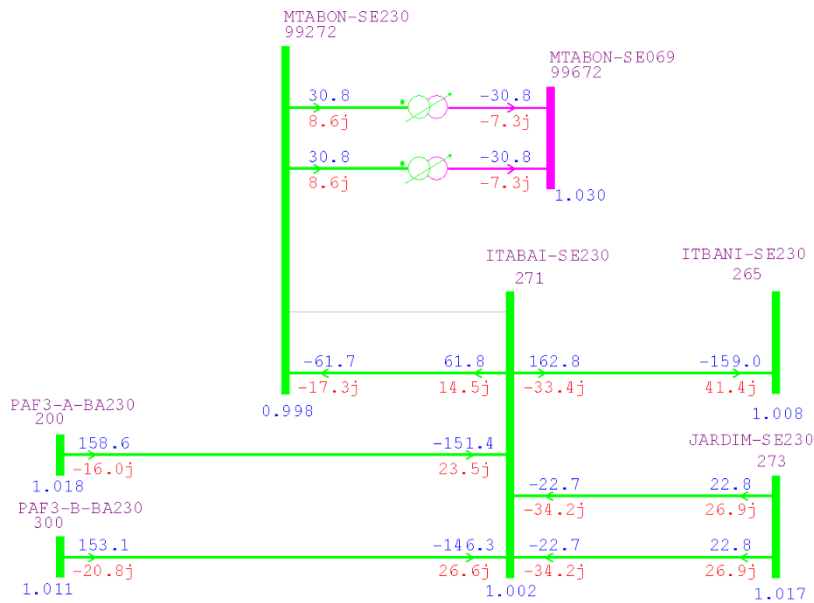 MTABON-SE230
99272
MTABON-SE069
99672
30.8
-30.8
8.6j
-7.3j
30.8
-30.8
8.6j
-7.3j
1.030
ITABAI-SE230
271
ITBANI-SE230
265
-61.7
61.8
162.8
-159.0
-17.3j
14.5j
-33.4j
41.4j
0.998
1.008
PAF3-A-BA230
200
158.6
-151.4
-16.0j
23.5j
1.018
JARDIM-SE230
273
-22.7
22.8
-34.2j
26.9j
PAF3-B-BA230
300
153.1
-146.3
-22.7
22.8
-20.8j
26.6j
-34.2j
26.9j
1.011
1.002
1.017